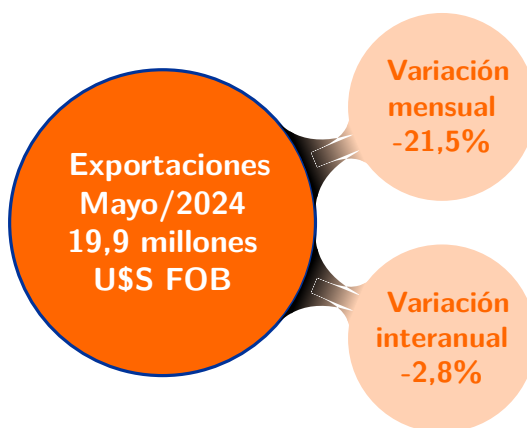 Exportaciones
Mayo/2024
19,9 millones
U$S FOB
Variación
mensual
-21,5%
Variación
interanual
-2,8%